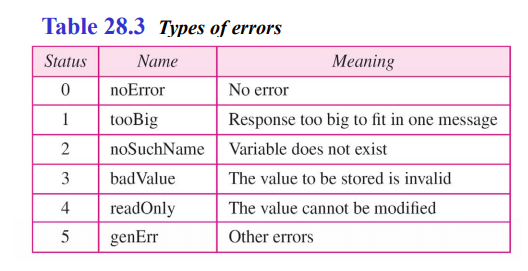 Table 28.3 Types of errors
Status Name Meaning
0 noError No error
1 tooBig Response too big to fit in one message
2 noSuchName Variable does not exist
3 badValue The value to be stored is invalid
4 readOnly The value cannot be modified
5 genErr Other errors